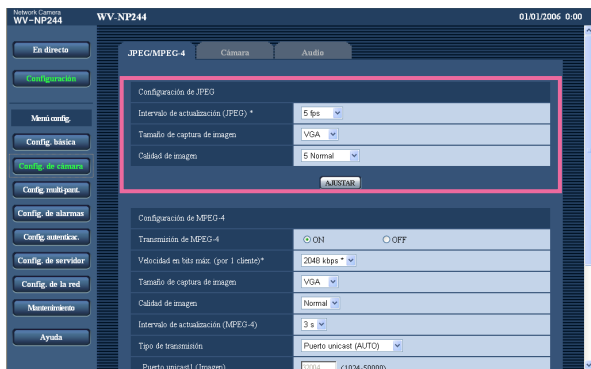 Network Camera
WV-NP244
WV-NP244
01/01/2006 0:00
En directo
Configuración
Menú config.
Config. básica
Config. de cámara
Config. multi-pant.
Config. de alarmas
Config. autenticac.
Config. de servidor
Config. de la red
Mantenimiento
Ayuda
JPEG/MPEG-4
Cámara
Audio
Configuración de JPEG
Intervalo de actualización (JPEG) *
5 fps
Tamaño de captura de imagen
VGA
Calidad de imagen
5 Normal
AJUSTAR
Configuración de MPEG-4
Transmisión de MPEG-4
ON
OFF
Velocidad en bits máx. (por 1 cliente)*
2048 kbps *
Tamaño de captura de imagen
VGA
Calidad de imagen
Normal
Intervalo de actualización (MPEG-4)
3 s
Tipo de transmisión
Puerto unicast (AUTO)
Puerto unicast1 (Imagen)
(1024-50000)